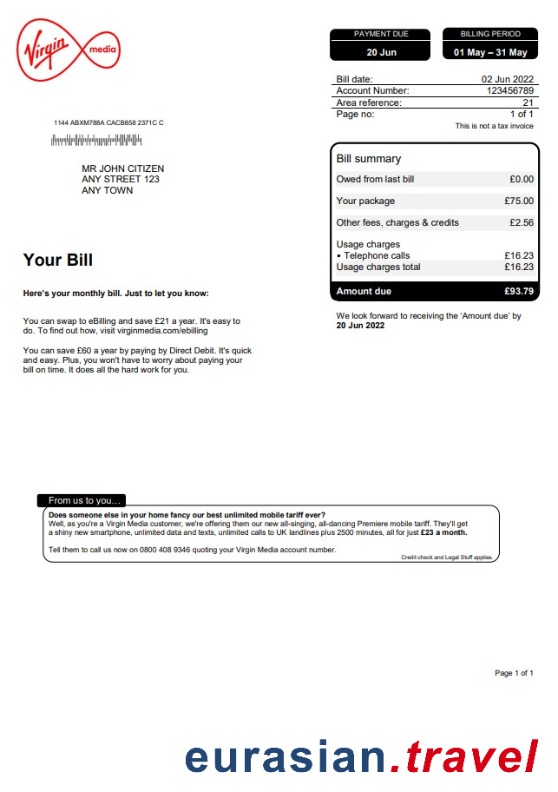 Virgin media
PAYMENT DUE
20 Jun
BILLING PERIOD
01 May – 31 May
Bill date: 02 Jun 2022
Account Number: 123456789
Area reference: 21
Page no: 1 of 1
This is not a tax invoice
1144 ABXM788A CACB858 2371C C
MR JOHN CITIZEN
ANY STREET 123
ANY TOWN
Bill summary
Owed from last bill £0.00
Your package £75.00
Other fees, charges & credits £2.56
Usage charges
• Telephone calls £16.23
Usage charges total £16.23
Amount due £93.79
We look forward to receiving the 'Amount due' by
20 Jun 2022
Your Bill
Here's your monthly bill. Just to let you know:
You can swap to eBilling and save £21 a year. It's easy to
do. To find out how, visit virginmedia.com/ebilling
You can save £60 a year by paying by Direct Debit. It's quick
and easy. Plus, you won't have to worry about paying your
bill on time. It does all the hard work for you.
From us to you…
Does someone else in your home fancy our best unlimited mobile tariff ever?
Well, as you're a Virgin Media customer, we're offering them our new all-singing, all-dancing Premiere mobile tariff. They'll get
a shiny new smartphone, unlimited data and texts, unlimited calls to UK landlines plus 2500 minutes, all for just £23 a month.
Tell them to call us now on 0800 408 9346 quoting your Virgin Media account number.
Credit check and Legal Stuff applies.
Page 1 of 1
eurasian.travel